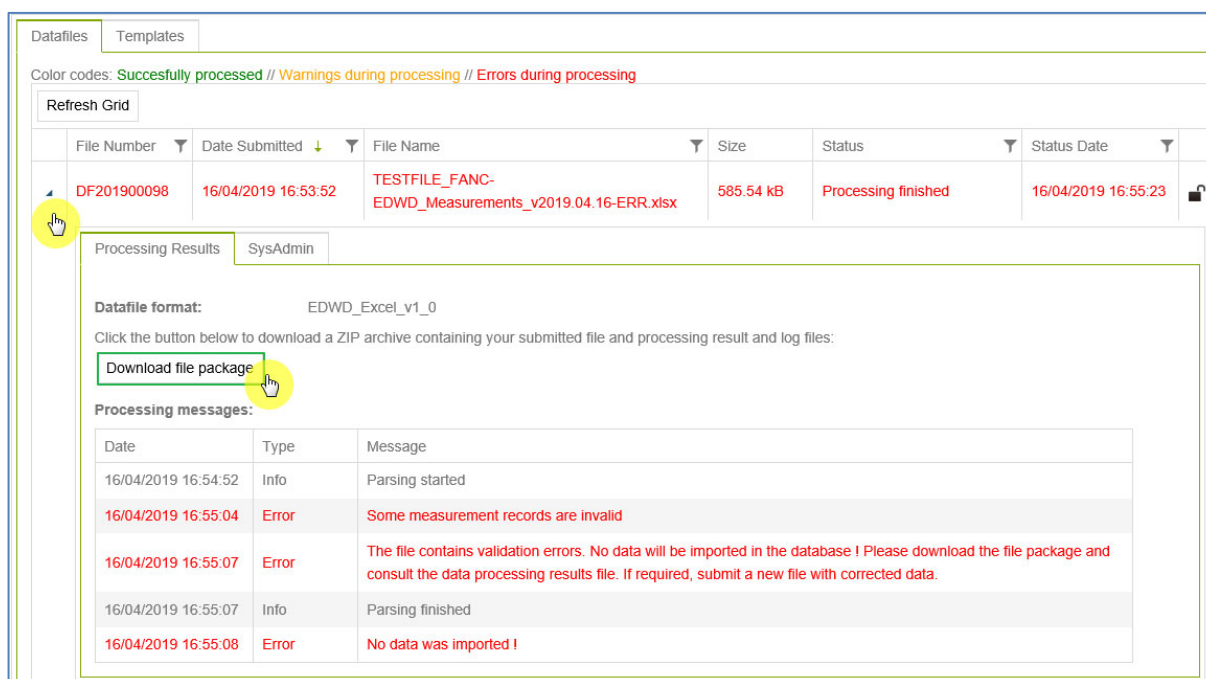 Datafiles Templates
Color codes: Succesfully processed // Warnings during processing // Errors during processing
Refresh Grid
File Number Date Submitted ↓ File Name Size Status Status Date
DF201900098 16/04/2019 16:53:52 TESTFILE_FANC-
EDWD_Measurements_v2019.04.16-ERR.xlsx 585.54 kB Processing finished 16/04/2019 16:55:23
Processing Results SysAdmin
Datafile format: EDWD_Excel_v1_0
Click the button below to download a ZIP archive containing your submitted file and processing result and log files:
Download file package
Processing messages:
Date Type Message
16/04/2019 16:54:52 Info Parsing started
16/04/2019 16:55:04 Error Some measurement records are invalid
16/04/2019 16:55:07 Error The file contains validation errors. No data will be imported in the database ! Please download the file package and
consult the data processing results file. If required, submit a new file with corrected data.
16/04/2019 16:55:07 Info Parsing finished
16/04/2019 16:55:08 Error No data was imported !